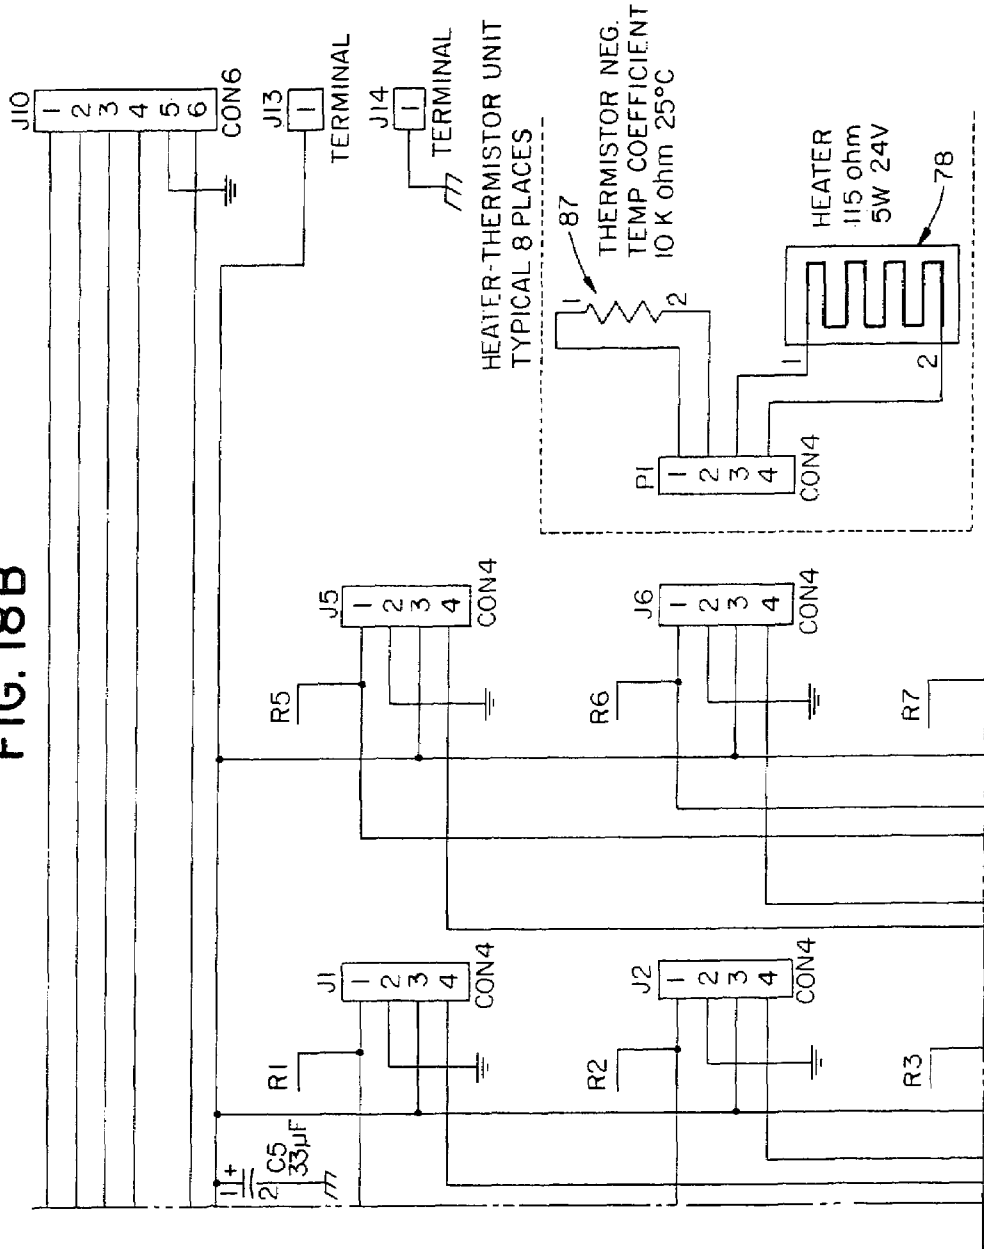 FIG. 18B
J10
1
2
3
4
5
6
CON6
J13
1
TERMINAL
J14
1
TERMINAL
HEATER-THERMISTOR UNIT
TYPICAL 8 PLACES
87
1
2
THERMISTOR NEG.
TEMP COEFFICIENT
10 K ohm 25°C
P1
1
2
3
4
CON4
1
2
HEATER
115 ohm
5W 24V
78
R5
J5
1
2
3
4
CON4
R6
J6
1
2
3
4
CON4
R7
R1
J1
1
2
3
4
CON4
R2
J2
1
2
3
4
CON4
R3
1
+
2
C5
33µF